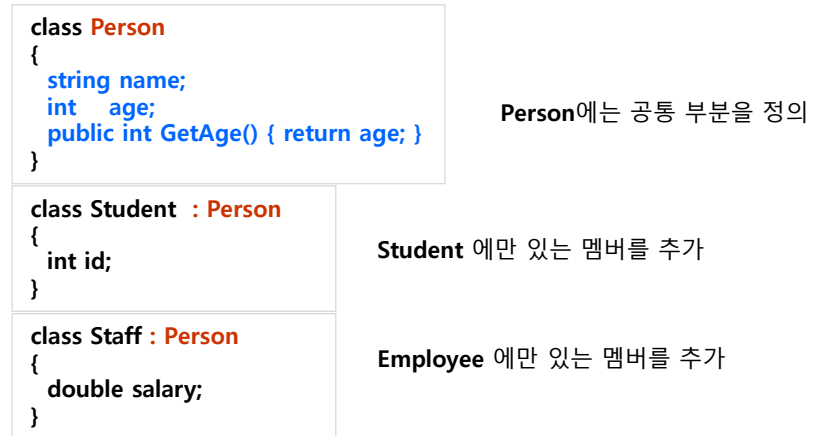 class Person
{
string name;
int age;
public int GetAge() { return age; }
}
Person에는 공통 부분을 정의
class Student : Person
{
int id;
}
Student 에만 있는 멤버를 추가
class Staff : Person
{
double salary;
}
Employee 에만 있는 멤버를 추가